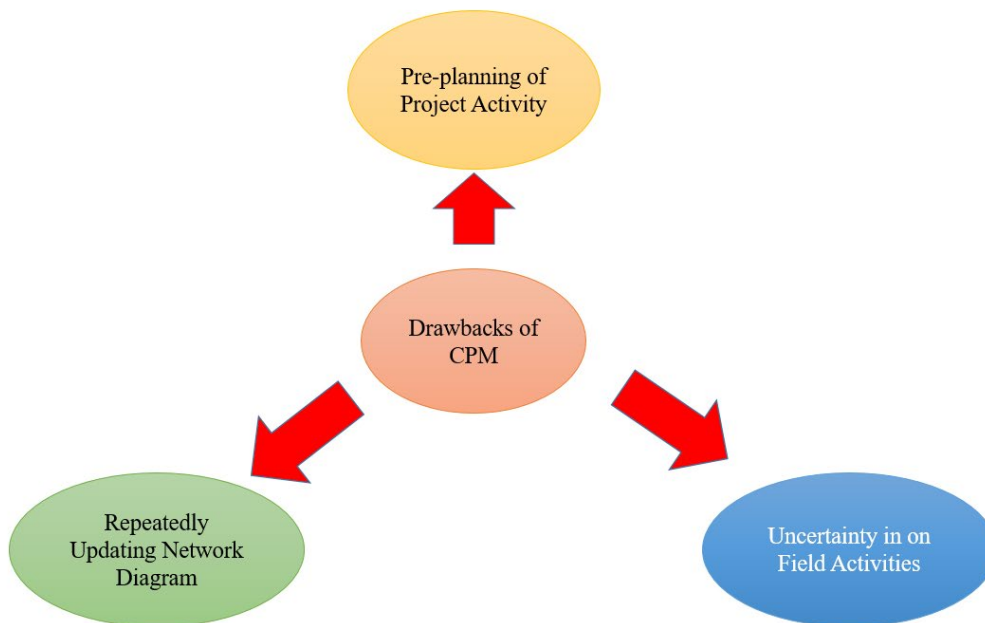 Pre-planning of
Project Activity
Drawbacks of
CPM
Repeatedly
Updating Network
Diagram
Uncertainty in on
Field Activities